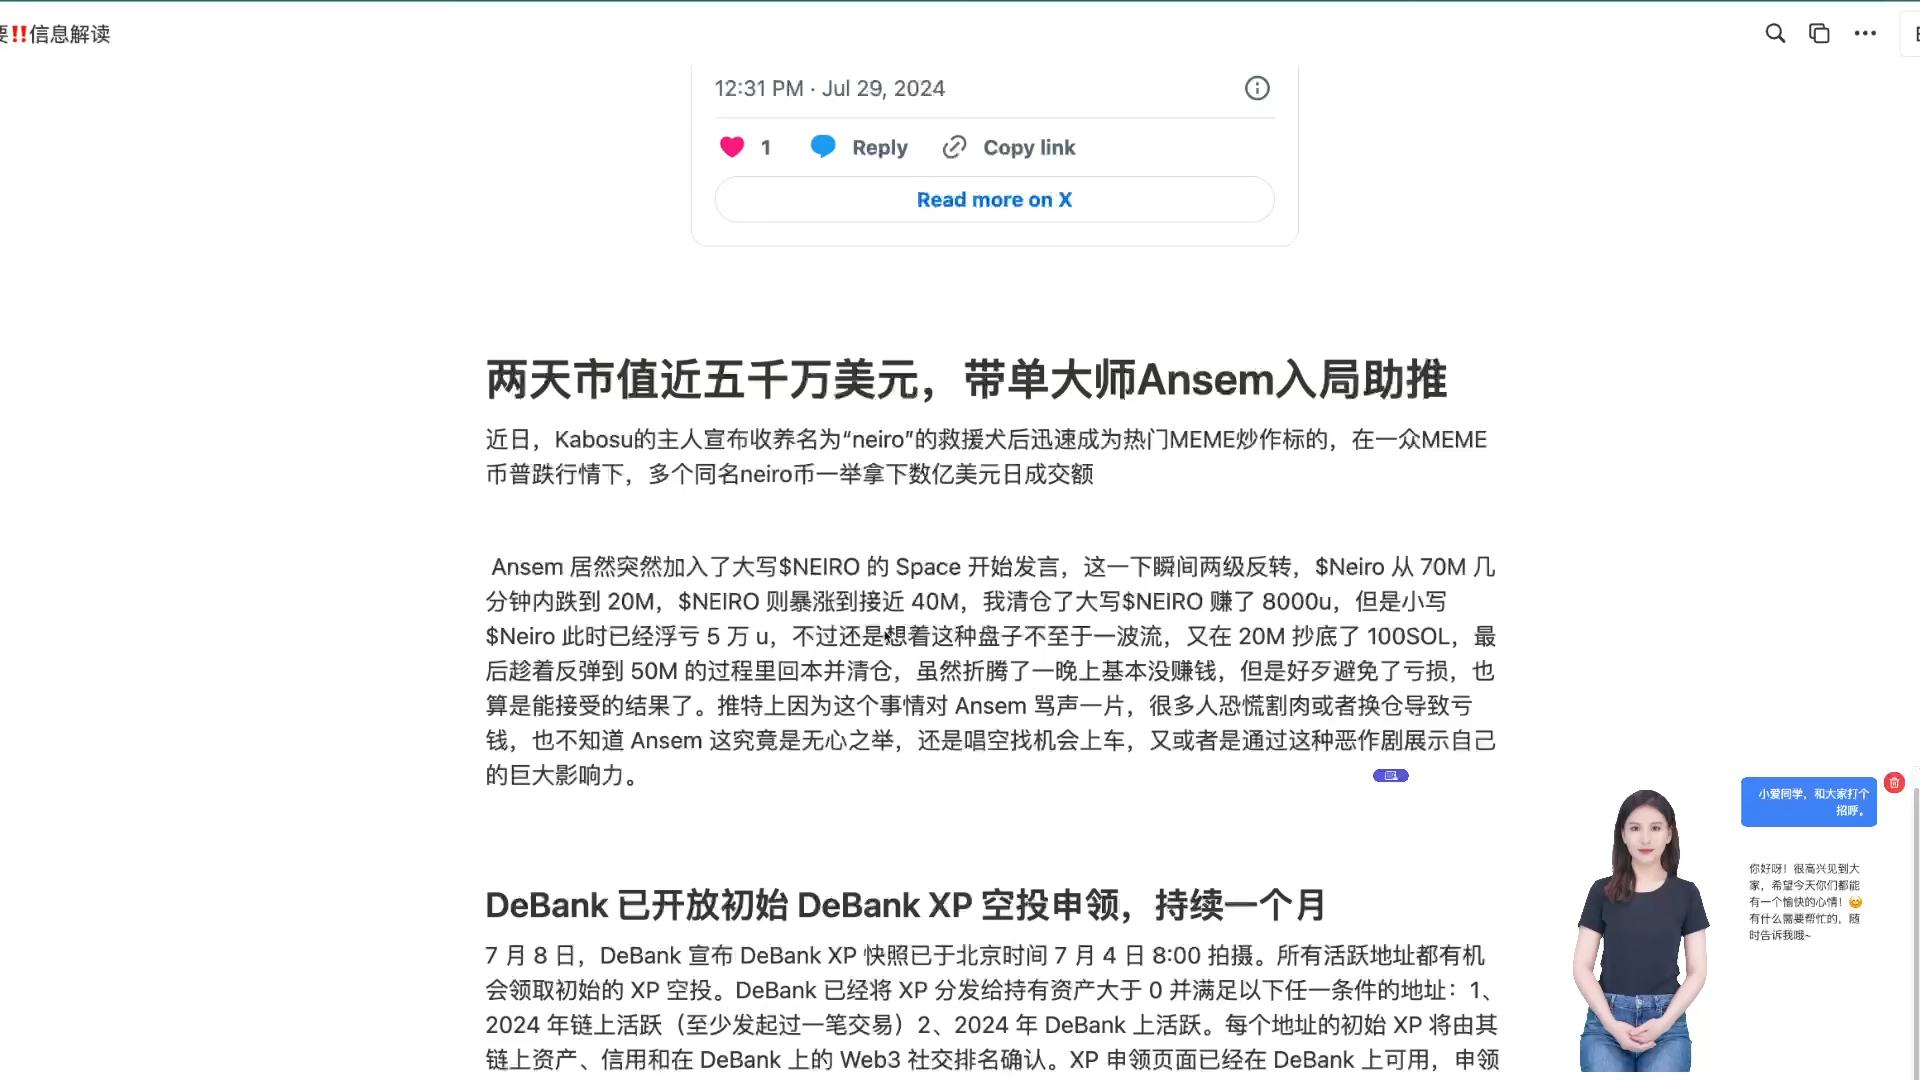 要‼️信息解读
12:31 PM · Jul 29, 2024
1 Reply Copy link
Read more on X
两天市值近五千万美元，带单大师Ansem入局助推
近日，Kabosu的主人宣布收养名为“neiro”的救援犬后迅速成为热门MEME炒作标的，在一众MEME
币普跌行情下，多个同名neiro币一举拿下数亿美元日成交额
Ansem 居然突然加入了大写$NEIRO 的 Space 开始发言，这一下瞬间两级反转，$Neiro 从 70M 几
分钟内跌到 20M，$NEIRO 则暴涨到接近 40M，我清仓了大写$NEIRO 赚了 8000u，但是小写
$Neiro 此时已经浮亏 5 万 u，不过还是想着这种盘子不至于一波流，又在 20M 抄底了 100SOL，最
后趁着反弹到 50M 的过程里回本并清仓，虽然折腾了一晚上基本没赚钱，但是好歹避免了亏损，也
算是能接受的结果了。推特上因为这个事情对 Ansem 骂声一片，很多人恐慌割肉或者换仓导致亏
钱，也不知道 Ansem 这究竟是无心之举，还是唱空找机会上车，又或者是通过这种恶作剧展示自己
的巨大影响力。
DeBank 已开放初始 DeBank XP 空投申领，持续一个月
7 月 8 日，DeBank 宣布 DeBank XP 快照已于北京时间 7 月 4 日 8:00 拍摄。所有活跃地址都有机
会领取初始的 XP 空投。DeBank 已经将 XP 分发给持有资产大于 0 并满足以下任一条件的地址：1、
2024 年链上活跃（至少发起过一笔交易）2、2024 年 DeBank 上活跃。每个地址的初始 XP 将由其
链上资产、信用和在 DeBank 上的 Web3 社交排名确认。XP 申领页面已经在 DeBank 上可用，申领
小爱同学，和大家打个
招呼。
你好呀！很高兴见到大
家，希望今天你们都能
有一个愉快的心情！😊
有什么需要帮忙的，随
时告诉我哦~